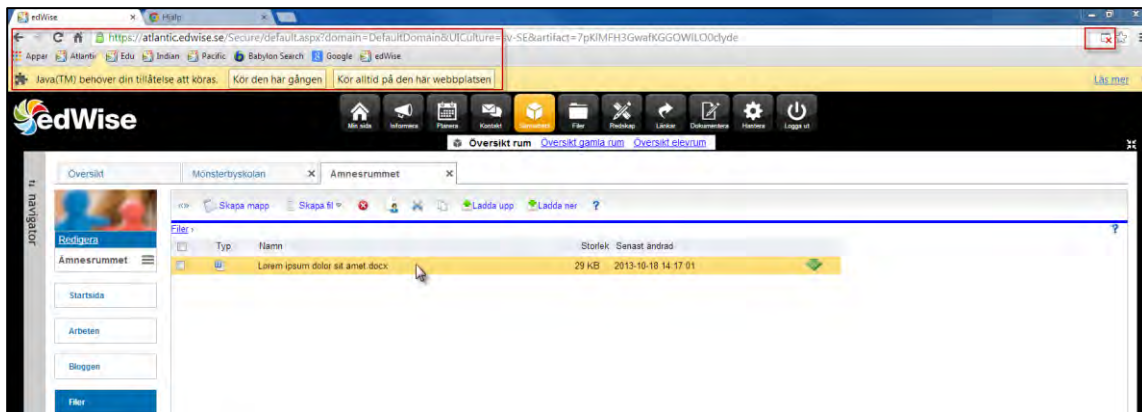 edWise
Hjälp
https://atlantic.edwise.se/Secure/default.aspx?domain=DefaultDomain&UICulture=sv-SE&artifact=7pKlMFH3GwafKGGOWILO0clyde
Appar Atlantic Edu Indian Pacific Babylon Search Google edWise
Java(TM) behöver din tillåtelse att köras. Kör den här gången Kör alltid på den här webbplatsen Läs mer
edWise
Min sida Informera Planera Kontakt Samarbeta Filer Redskap Länkar Dokumentera Hantera Logga ut
Översikt rum Översikt gamla rum Översikt elevrum
navigator
Översikt Mönsterbyskolan Ämnesrummet
Skapa mapp Skapa fil Ladda upp Ladda ner ?
Filer ›
?
Typ Namn Storlek Senast ändrad
Lorem ipsum dolor sit amet.docx 29 KB 2013-10-18 14:17:01
Redigera
Ämnesrummet
Startsida
Arbeten
Bloggen
Filer